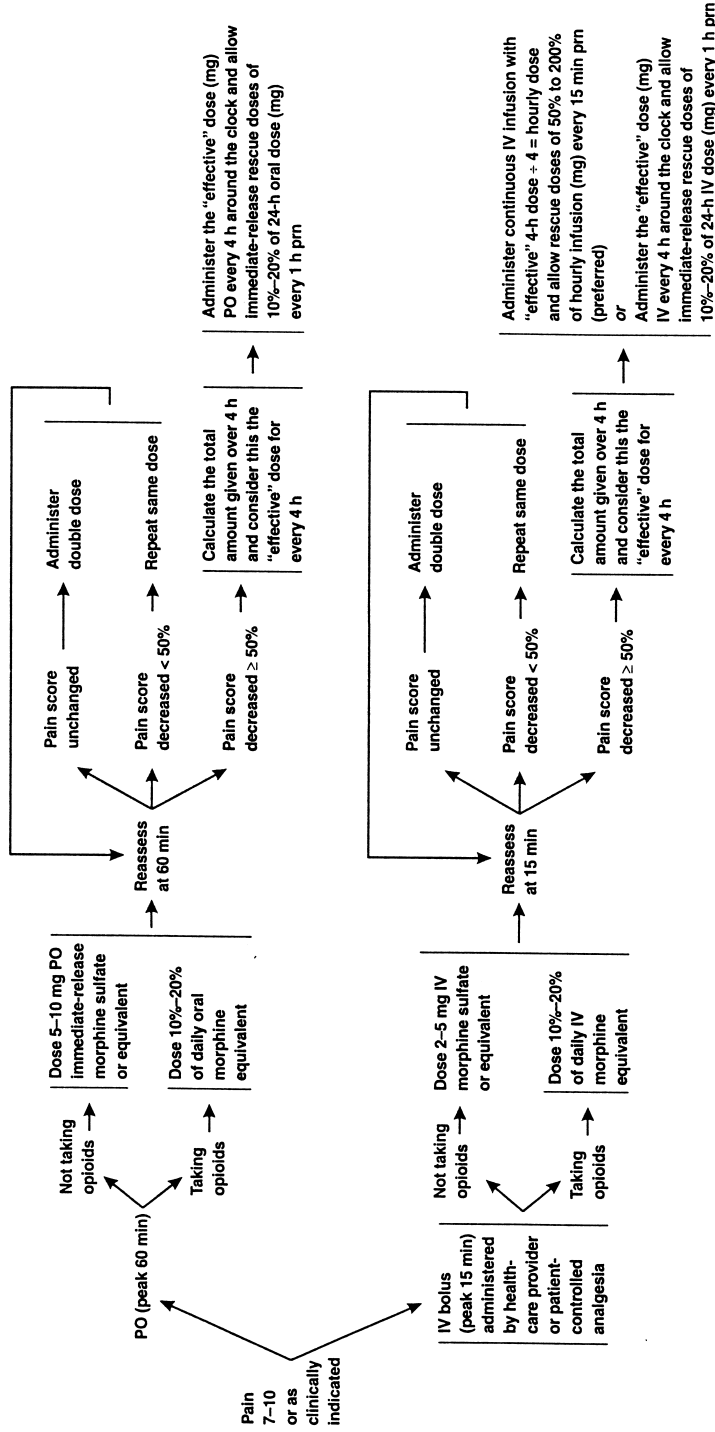 Pain
7–10
or as
clinically
indicated
PO (peak 60 min)
Not taking
opioids
Dose 5–10 mg PO
immediate-release
morphine sulfate
or equivalent
Taking
opioids
Dose 10%–20%
of daily oral
morphine
equivalent
Reassess
at 60 min
Pain score
unchanged
Administer
double dose
Pain score
decreased < 50%
Repeat same dose
Pain score
decreased ≥ 50%
Calculate the total
amount given over 4 h
and consider this the
“effective” dose for
every 4 h
Administer the “effective” dose (mg)
PO every 4 h around the clock and allow
immediate-release rescue doses of
10%–20% of 24-h oral dose (mg)
every 1 h prn
IV bolus
(peak 15 min)
administered
by health-
care provider
or patient-
controlled
analgesia
Not taking
opioids
Dose 2–5 mg IV
morphine sulfate
or equivalent
Taking
opioids
Dose 10%–20%
of daily IV
morphine
equivalent
Reassess
at 15 min
Pain score
unchanged
Administer
double dose
Pain score
decreased < 50%
Repeat same dose
Pain score
decreased ≥ 50%
Calculate the total
amount given over 4 h
and consider this the
“effective” dose for
every 4 h
Administer continuous IV infusion with
“effective” 4-h dose ÷ 4 = hourly dose
and allow rescue doses of 50% to 200%
of hourly infusion (mg) every 15 min prn
(preferred)
or
Administer the “effective” dose (mg)
IV every 4 h around the clock and allow
immediate-release rescue doses of
10%–20% of 24-h IV dose (mg) every 1 h prn